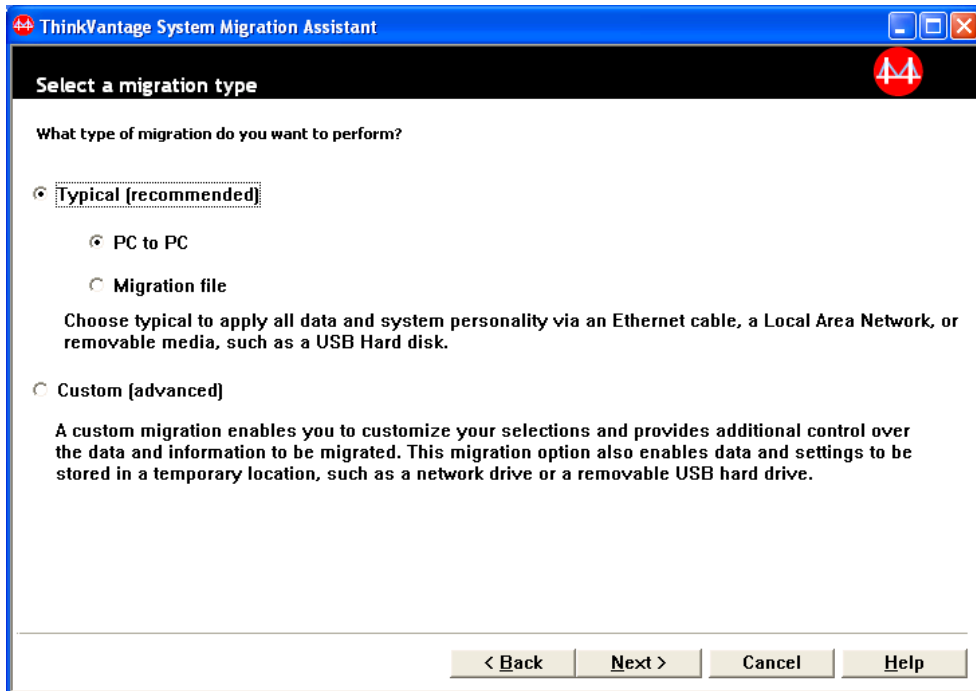 ThinkVantage System Migration Assistant
Select a migration type
What type of migration do you want to perform?
Typical (recommended)
PC to PC
Migration file
Choose typical to apply all data and system personality via an Ethernet cable, a Local Area Network, or
removable media, such as a USB Hard disk.
Custom (advanced)
A custom migration enables you to customize your selections and provides additional control over
the data and information to be migrated. This migration option also enables data and settings to be
stored in a temporary location, such as a network drive or a removable USB hard drive.
< Back Next > Cancel Help